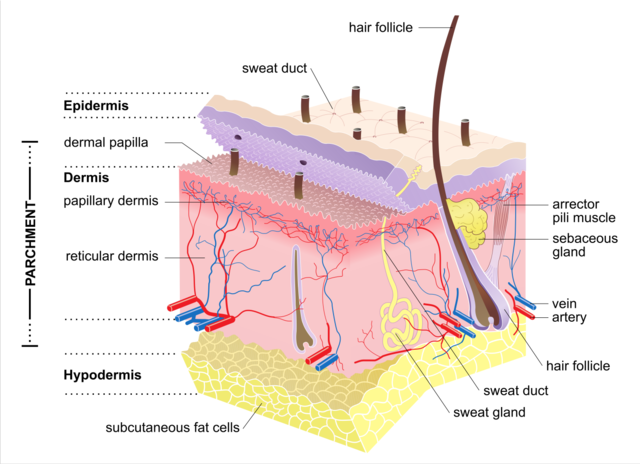 hair follicle
sweat duct
Epidermis
dermal papilla
Dermis
papillary dermis
reticular dermis
PARCHMENT
Hypodermis
subcutaneous fat cells
arrector
pili muscle
sebaceous
gland
vein
artery
hair follicle
sweat duct
sweat gland